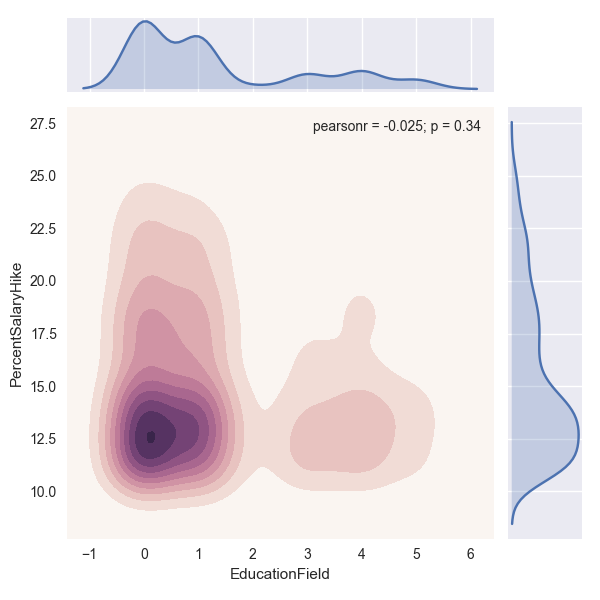 pearsonr = -0.025; p = 0.34
27.5
25.0
22.5
20.0
17.5
15.0
12.5
10.0
PercentSalaryHike
−1 0 1 2 3 4 5 6
EducationField